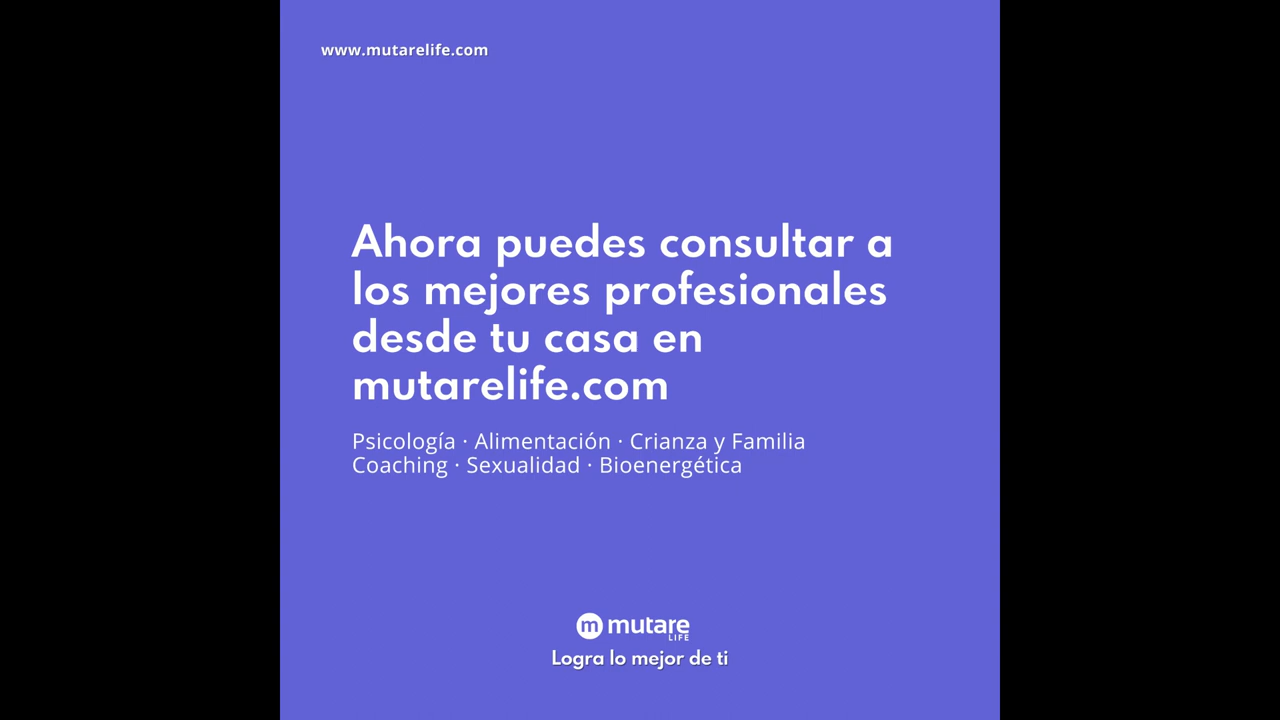 www.mutarelife.com
Ahora puedes consultar a
los mejores profesionales
desde tu casa en
mutarelife.com
Psicología · Alimentación · Crianza y Familia
Coaching · Sexualidad · Bioenergética
m mutare
LIFE
Logra lo mejor de ti